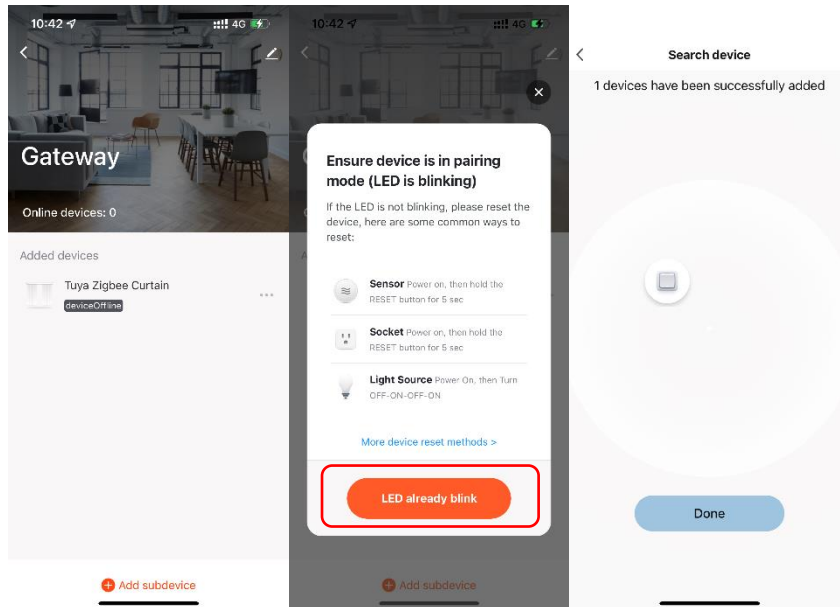 10:42
4G
Gateway
Online devices: 0
Added devices
Tuya Zigbee Curtain
deviceOffline
Add subdevice
10:42
4G
Ensure device is in pairing
mode (LED is blinking)
If the LED is not blinking, please reset the
device, here are some common ways to
reset:
Sensor Power on, then hold the
RESET button for 5 sec
Socket Power on, then hold the
RESET button for 5 sec
Light Source Power On, then Turn
OFF-ON-OFF-ON
More device reset methods >
LED already blink
Add subdevice
Search device
1 devices have been successfully added
Done